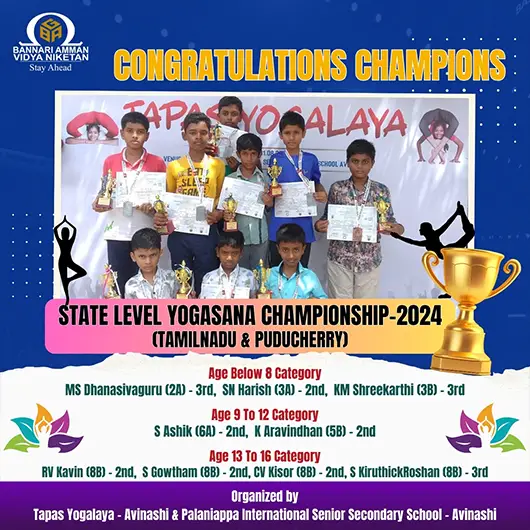 BANNARI AMMAN
VIDYA NIKETAN
Stay Ahead
CONGRATULATIONS CHAMPIONS
TAPAS YOGALAYA
STATE LEVEL YOGASANA CHAMPIONSHIP-2024
(TAMILNADU & PUDUCHERRY)
Age Below 8 Category
MS Dhanasivaguru (2A) - 3rd, SN Harish (3A) - 2nd, KM Shreekarthi (3B) - 3rd
Age 9 To 12 Category
S Ashik (6A) - 2nd, K Aravindhan (5B) - 2nd
Age 13 To 16 Category
RV Kavin (8B) - 2nd, S Gowtham (8B) - 2nd, CV Kisor (8B) - 2nd, S KiruthickRoshan (8B) - 3rd
Organized by
Tapas Yogalaya - Avinashi & Palaniappa International Senior Secondary School - Avinashi